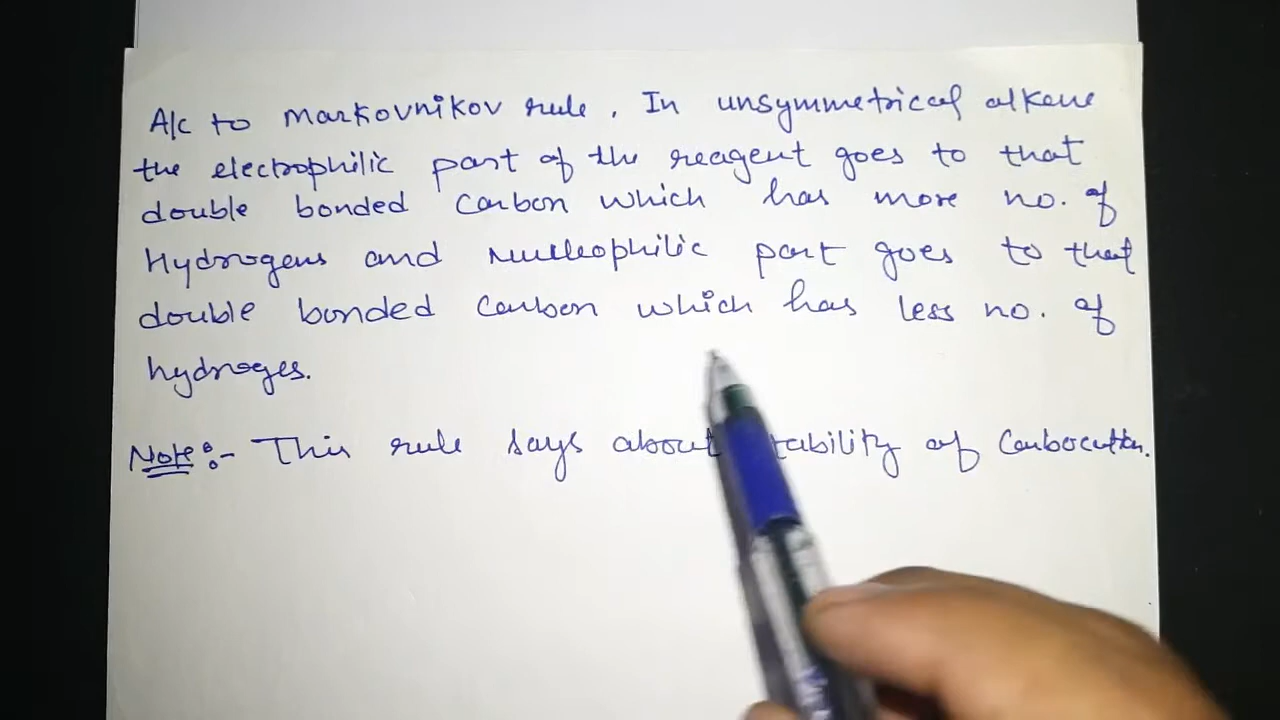 A/c to markovnikov rule, In unsymmetrical alkene
the electrophilic part of the reagent goes to that
double bonded carbon which has more no. of
Hydrogens and nucleophilic part goes to that
double bonded carbon which has less no. of
hydroges.
Note:- This rule says about tability of Carbocation.